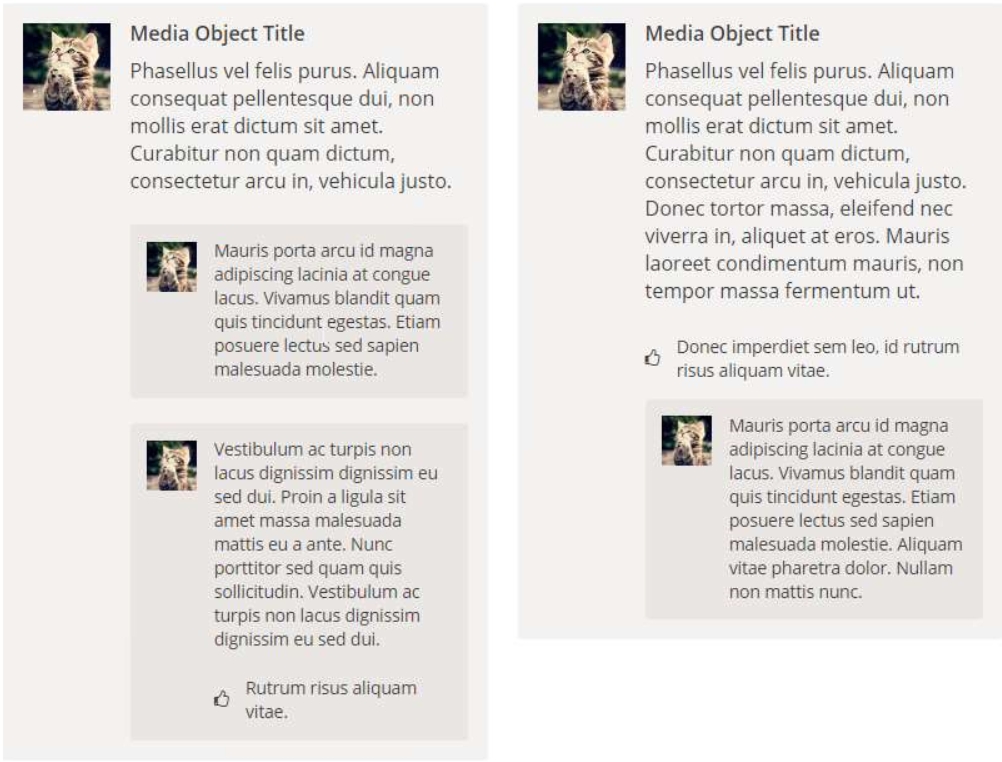 Media Object Title
Phasellus vel felis purus. Aliquam
consequat pellentesque dui, non
mollis erat dictum sit amet.
Curabitur non quam dictum,
consectetur arcu in, vehicula justo.
Mauris porta arcu id magna
adipiscing lacinia at congue
lacus. Vivamus blandit quam
quis tincidunt egestas. Etiam
posuere lectus sed sapien
malesuada molestie.
Vestibulum ac turpis non
lacus dignissim dignissim eu
sed dui. Proin a ligula sit
amet massa malesuada
mattis eu a ante. Nunc
porttitor sed quam quis
sollicitudin. Vestibulum ac
turpis non lacus dignissim
dignissim eu sed dui.
Rutrum risus aliquam
vitae.
Media Object Title
Phasellus vel felis purus. Aliquam
consequat pellentesque dui, non
mollis erat dictum sit amet.
Curabitur non quam dictum,
consectetur arcu in, vehicula justo.
Donec tortor massa, eleifend nec
viverra in, aliquet at eros. Mauris
laoreet condimentum mauris, non
tempor massa fermentum ut.
Donec imperdiet sem leo, id rutrum
risus aliquam vitae.
Mauris porta arcu id magna
adipiscing lacinia at congue
lacus. Vivamus blandit quam
quis tincidunt egestas. Etiam
posuere lectus sed sapien
malesuada molestie. Aliquam
vitae pharetra dolor. Nullam
non mattis nunc.